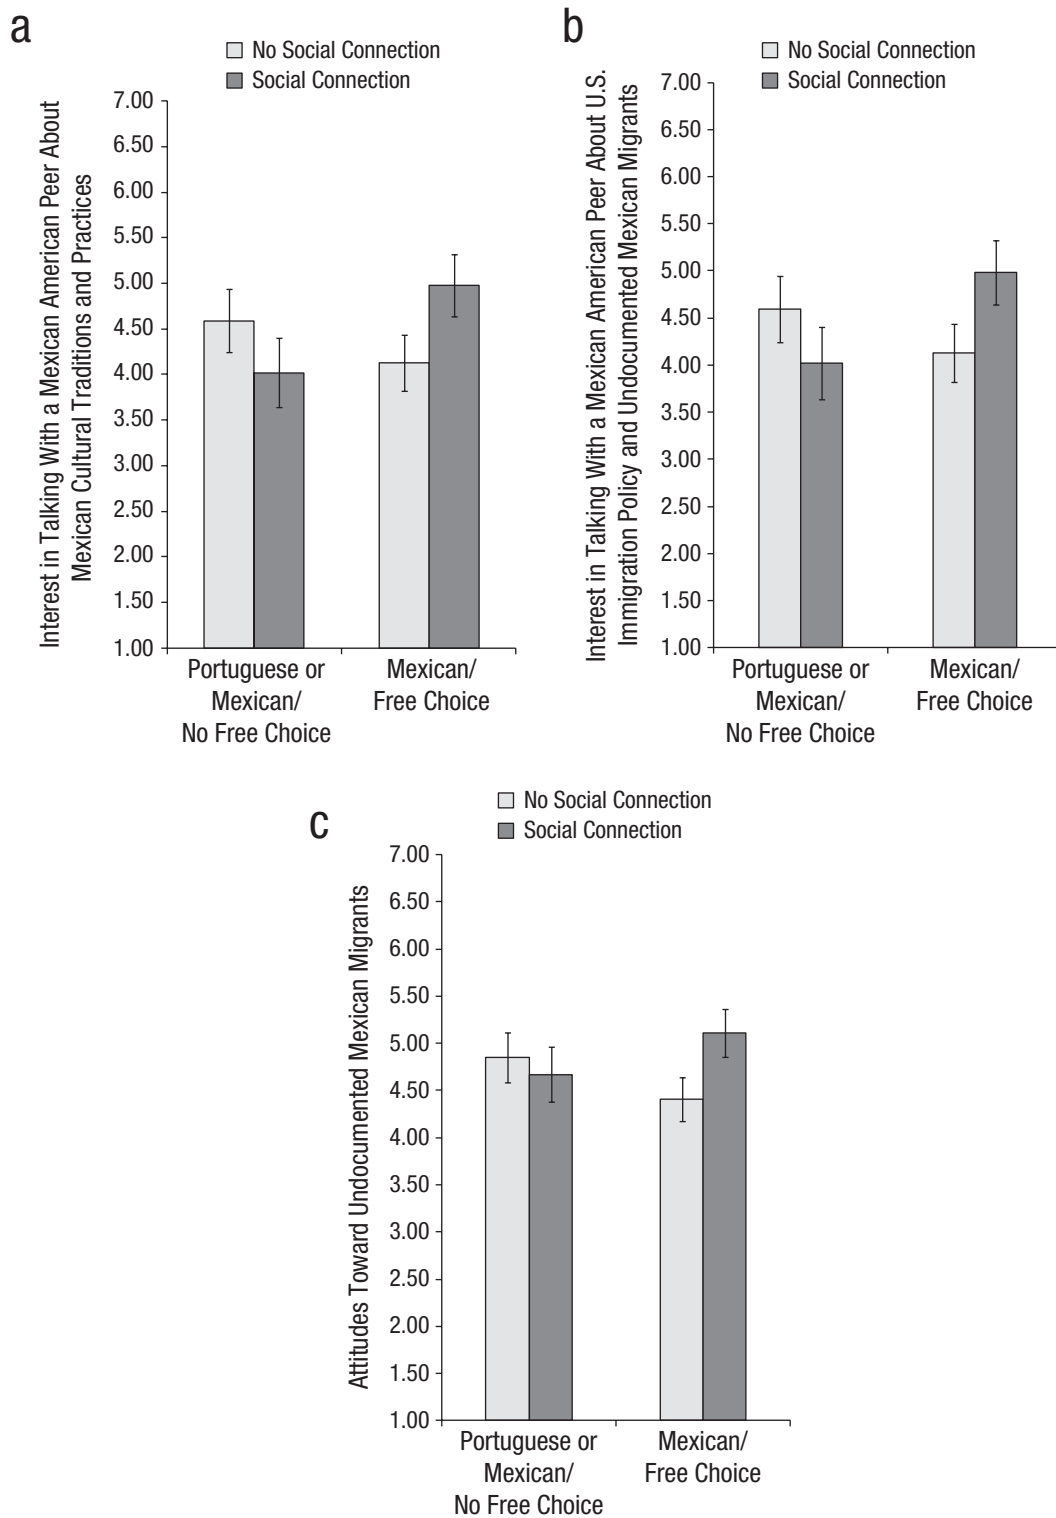 a
No Social Connection
Social Connection
Interest in Talking With a Mexican American Peer About
Mexican Cultural Traditions and Practices
7.00
6.50
6.00
5.50
5.00
4.50
4.00
3.50
3.00
2.50
2.00
1.50
1.00
Portuguese or
Mexican/
No Free Choice
Mexican/
Free Choice
b
No Social Connection
Social Connection
Interest in Talking With a Mexican American Peer About U.S.
Immigration Policy and Undocumented Mexican Migrants
7.00
6.50
6.00
5.50
5.00
4.50
4.00
3.50
3.00
2.50
2.00
1.50
1.00
Portuguese or
Mexican/
No Free Choice
Mexican/
Free Choice
c
No Social Connection
Social Connection
Attitudes Toward Undocumented Mexican Migrants
7.00
6.50
6.00
5.50
5.00
4.50
4.00
3.50
3.00
2.50
2.00
1.50
1.00
Portuguese or
Mexican/
No Free Choice
Mexican/
Free Choice